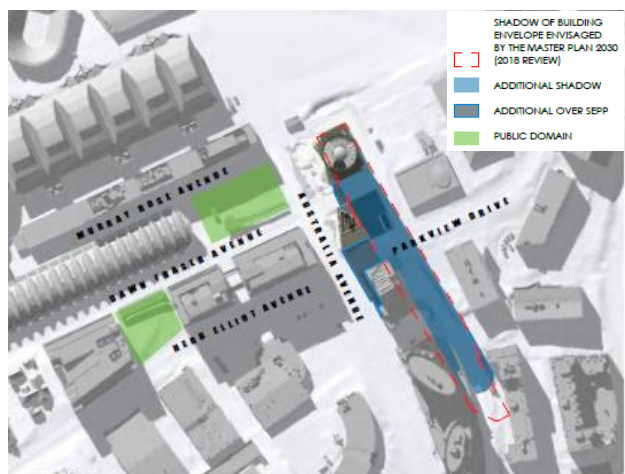 SHADOW OF BUILDING
ENVELOPE ENVISAGED
BY THE MASTER PLAN 2030
(2018 REVIEW)
ADDITIONAL SHADOW
ADDITIONAL OVER SEPP
PUBLIC DOMAIN
MURRAY ROSE AVENUE
DAWN FRASER AVENUE
HERB ELLIOT AVENUE
AUSTRALIA AVENUE
PARKVIEW DRIVE